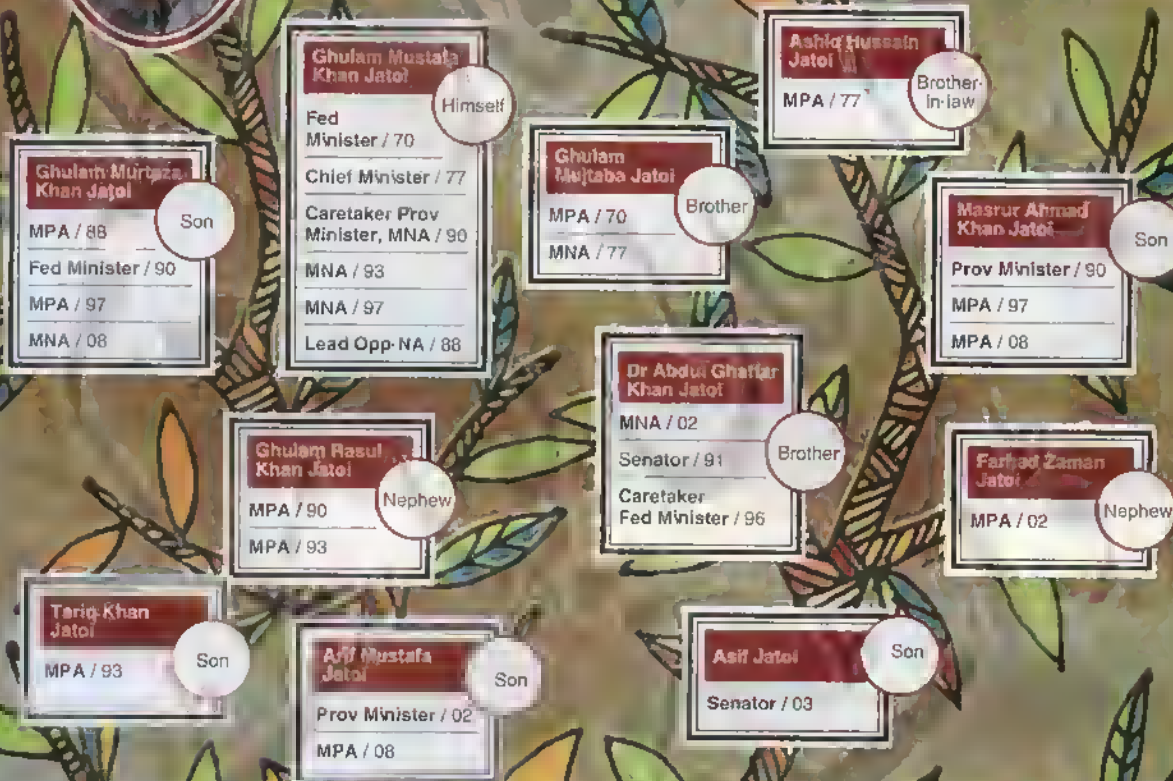 Ghulam Mustafa
Khan Jatoi
Himself
Fed
Minister / 70
Chief Minister / 77
Caretaker Prov
Minister, MNA / 90
MNA / 93
MNA / 97
Lead Opp NA / 88
Ashiq Hussain
Jatoi
Brother-
in-law
MPA / 77
Ghulam Murtaza
Khan Jatoi
Son
MPA / 88
Fed Minister / 90
MPA / 97
MNA / 08
Ghulam
Mujtaba Jatoi
Brother
MPA / 70
MNA / 77
Masrur Ahmad
Khan Jatoi
Son
Prov Minister / 90
MPA / 97
MPA / 08
Dr Abdul Ghaffar
Khan Jatoi
Brother
MNA / 02
Senator / 91
Caretaker
Fed Minister / 96
Ghulam Rasul
Khan Jatoi
Nephew
MPA / 90
MPA / 93
Farhad Zaman
Jatoi
Nephew
MPA / 02
Tariq Khan
Jatoi
Son
MPA / 93
Arif Mustafa
Jatoi
Son
Prov Minister / 02
MPA / 08
Asif Jatoi
Son
Senator / 03